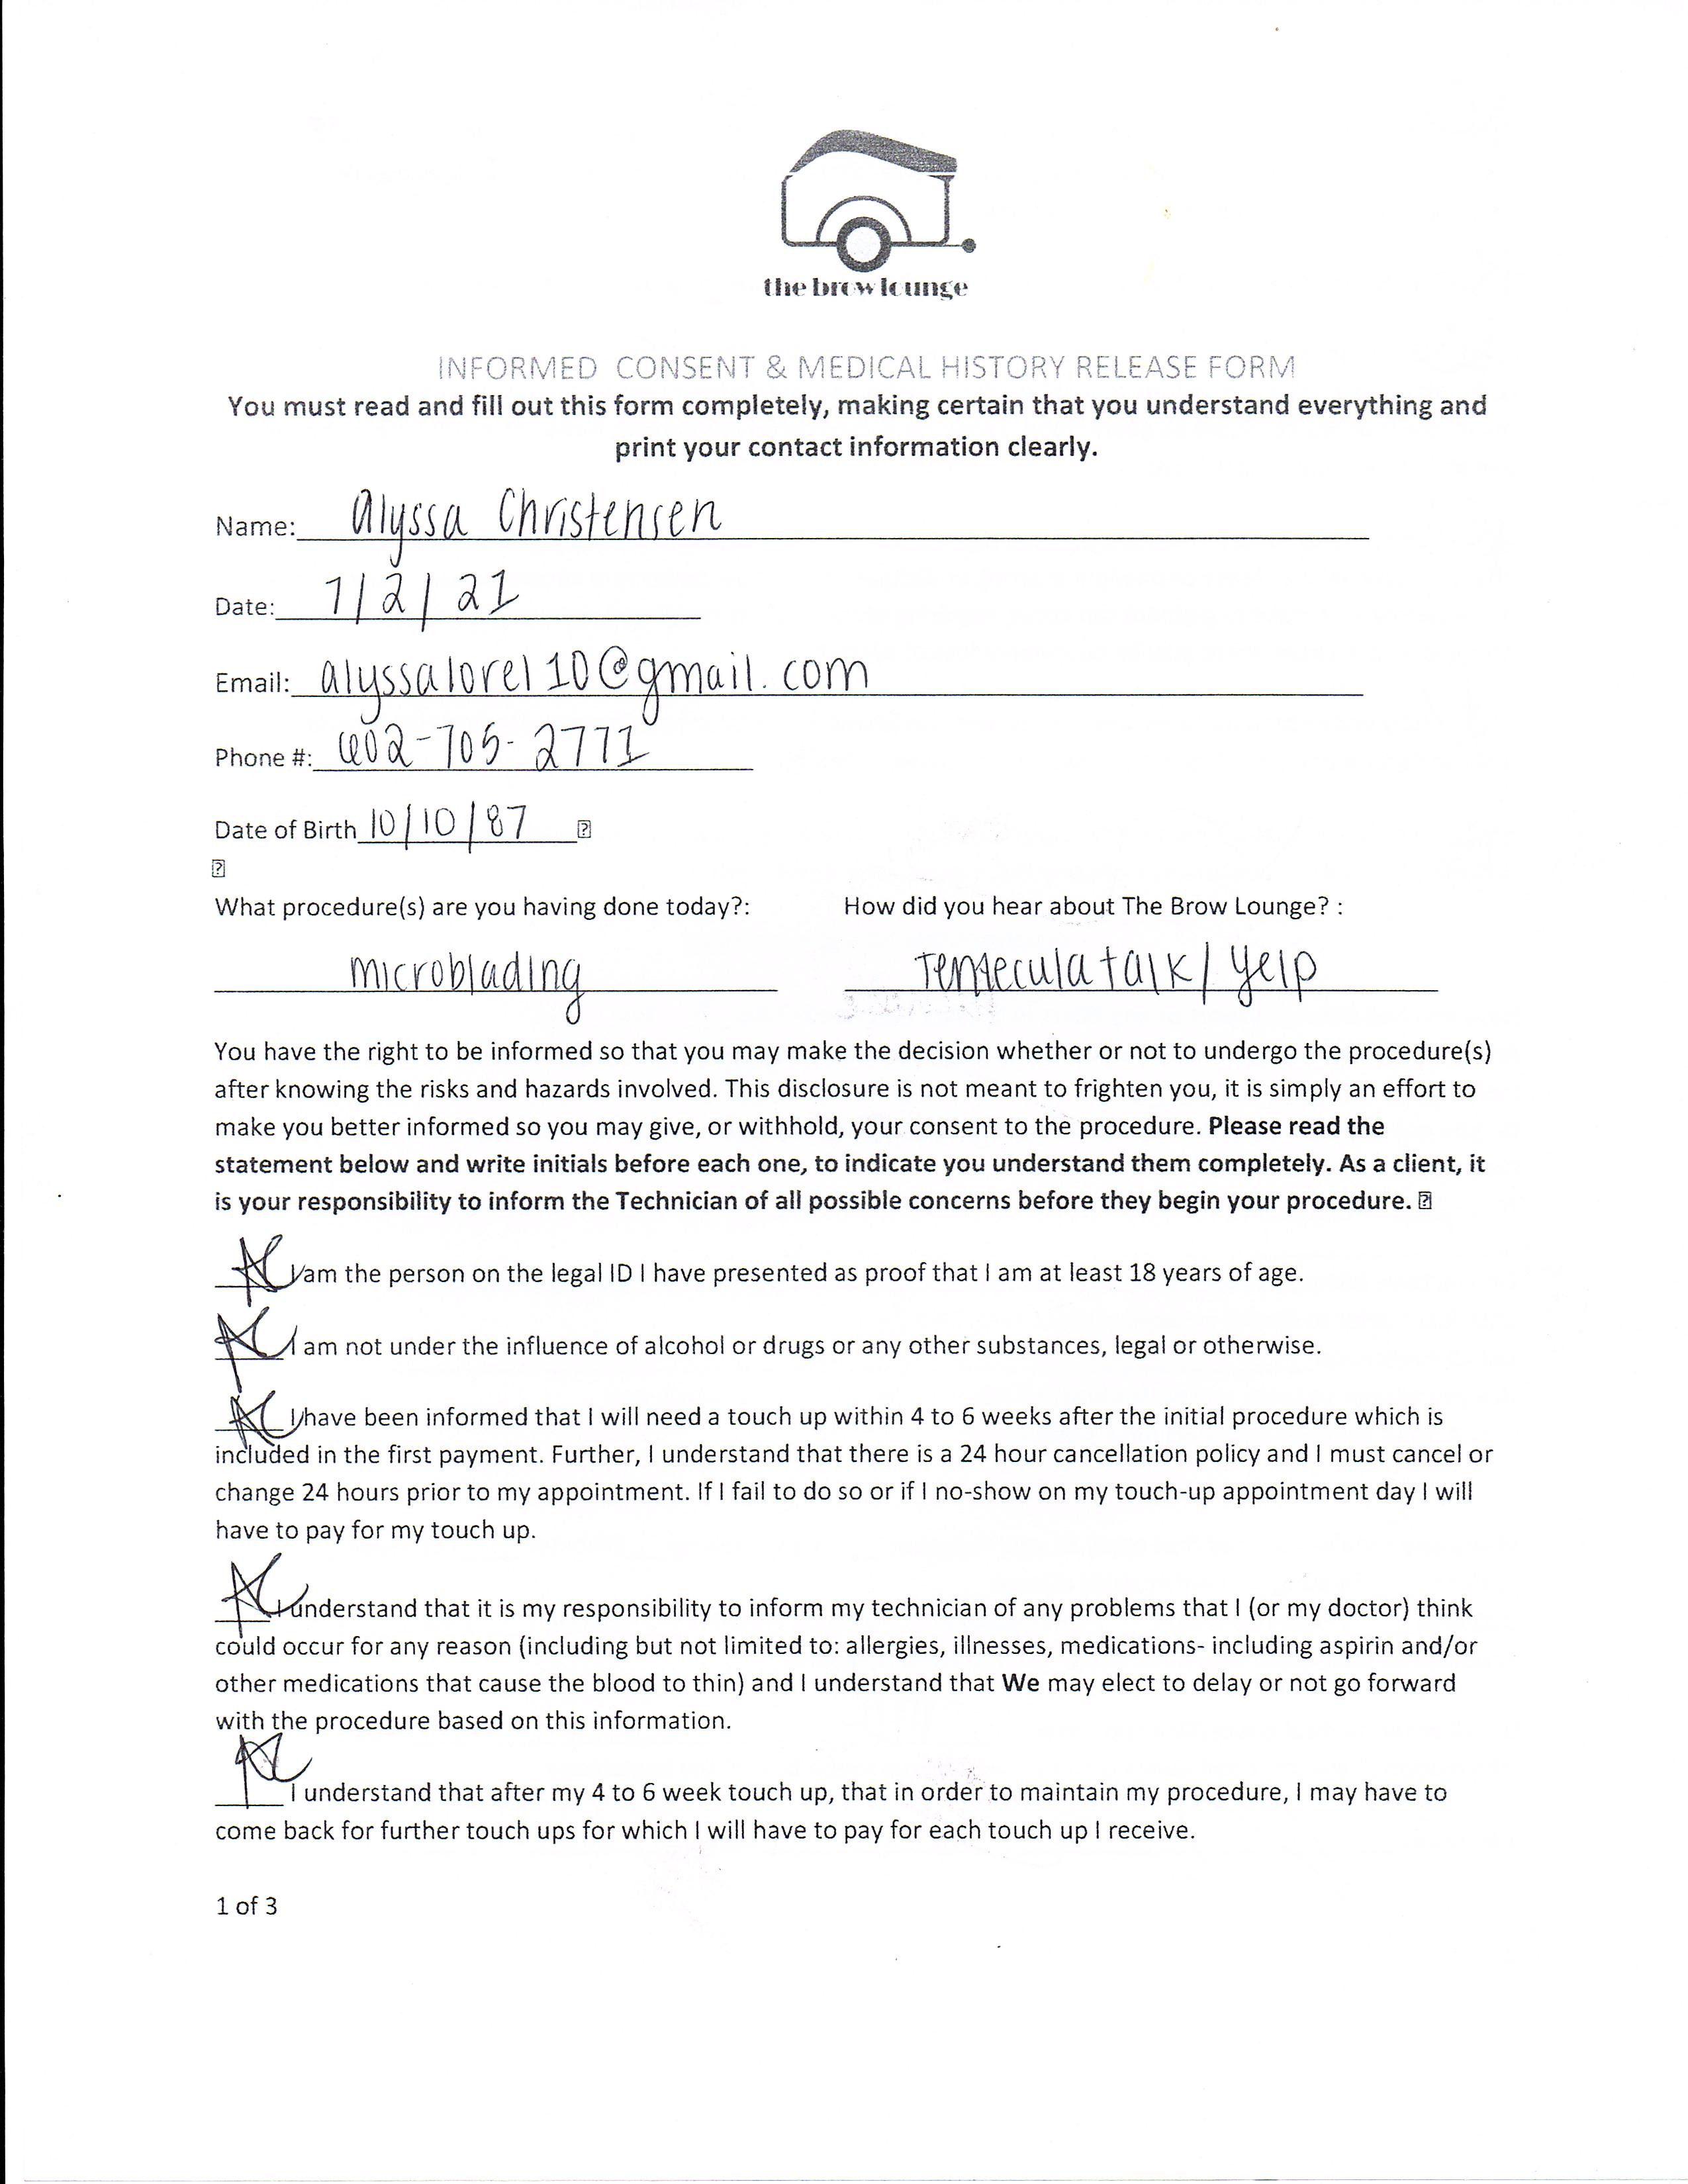 the brow lounge
INFORMED CONSENT & MEDICAL HISTORY RELEASE FORM
You must read and fill out this form completely, making certain that you understand everything and
print your contact information clearly.
Name: Alyssa Christensen
Date: 7/2/21
Email: alyssalorel10@gmail.com
Phone #: 602-705-2771
Date of Birth 10/10/87
What procedure(s) are you having done today?: How did you hear about The Brow Lounge? :
microblading Temecula talk/yelp
You have the right to be informed so that you may make the decision whether or not to undergo the procedure(s)
after knowing the risks and hazards involved. This disclosure is not meant to frighten you, it is simply an effort to
make you better informed so you may give, or withhold, your consent to the procedure. Please read the
statement below and write initials before each one, to indicate you understand them completely. As a client, it
is your responsibility to inform the Technician of all possible concerns before they begin your procedure.
AC I am the person on the legal ID I have presented as proof that I am at least 18 years of age.
AC I am not under the influence of alcohol or drugs or any other substances, legal or otherwise.
AC I have been informed that I will need a touch up within 4 to 6 weeks after the initial procedure which is
included in the first payment. Further, I understand that there is a 24 hour cancellation policy and I must cancel or
change 24 hours prior to my appointment. If I fail to do so or if I no-show on my touch-up appointment day I will
have to pay for my touch up.
AC I understand that it is my responsibility to inform my technician of any problems that I (or my doctor) think
could occur for any reason (including but not limited to: allergies, illnesses, medications- including aspirin and/or
other medications that cause the blood to thin) and I understand that We may elect to delay or not go forward
with the procedure based on this information.
AC I understand that after my 4 to 6 week touch up, that in order to maintain my procedure, I may have to
come back for further touch ups for which I will have to pay for each touch up I receive.
1 of 3